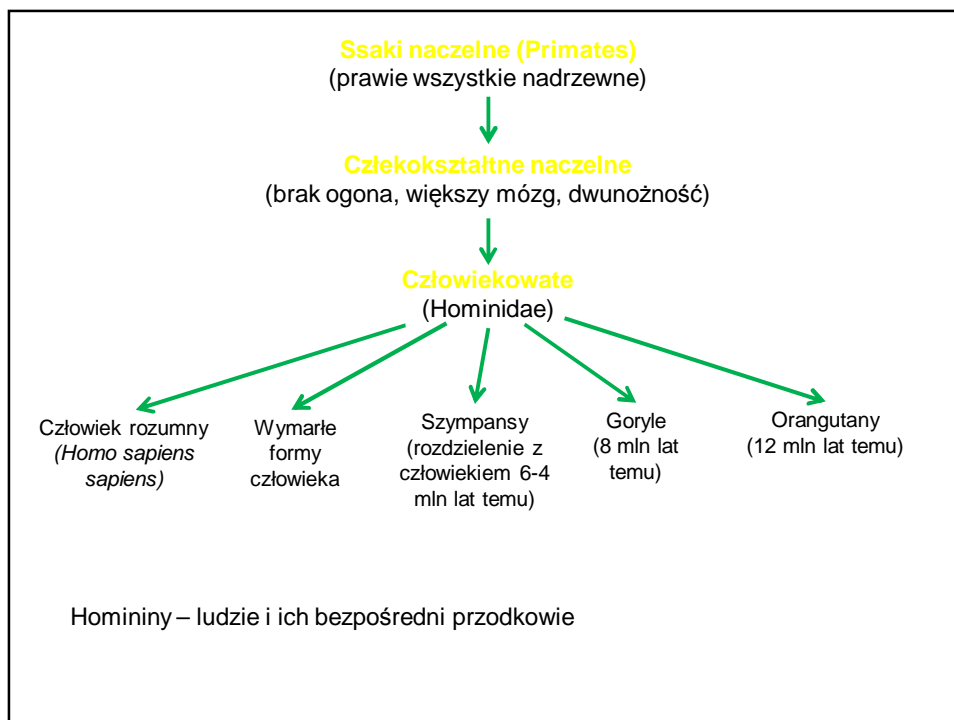 Ssaki naczelne (Primates)
(prawie wszystkie nadrzewne)
Człekokształtne naczelne
(brak ogona, większy mózg, dwunożność)
Człowiekowate
(Hominidae)
Człowiek rozumny
(Homo sapiens
sapiens)
Wymarłe
formy
człowieka
Szympansy
(rozdzielenie z
człowiekiem 6-4
mln lat temu)
Goryle
(8 mln lat
temu)
Orangutany
(12 mln lat temu)
Homininy – ludzie i ich bezpośredni przodkowie